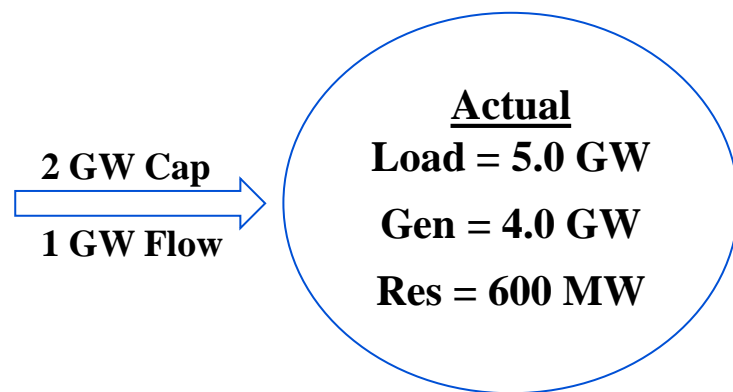 2 GW Cap
1 GW Flow
Actual
Load = 5.0 GW
Gen = 4.0 GW
Res = 600 MW